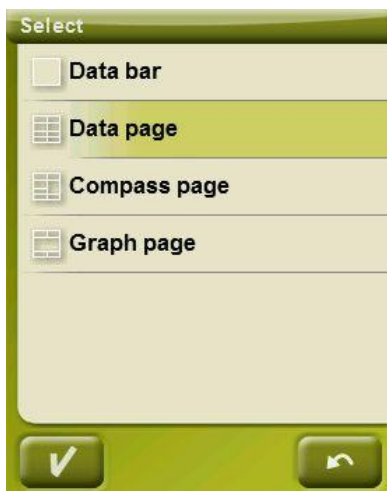 Select
Data bar
Data page
Compass page
Graph page